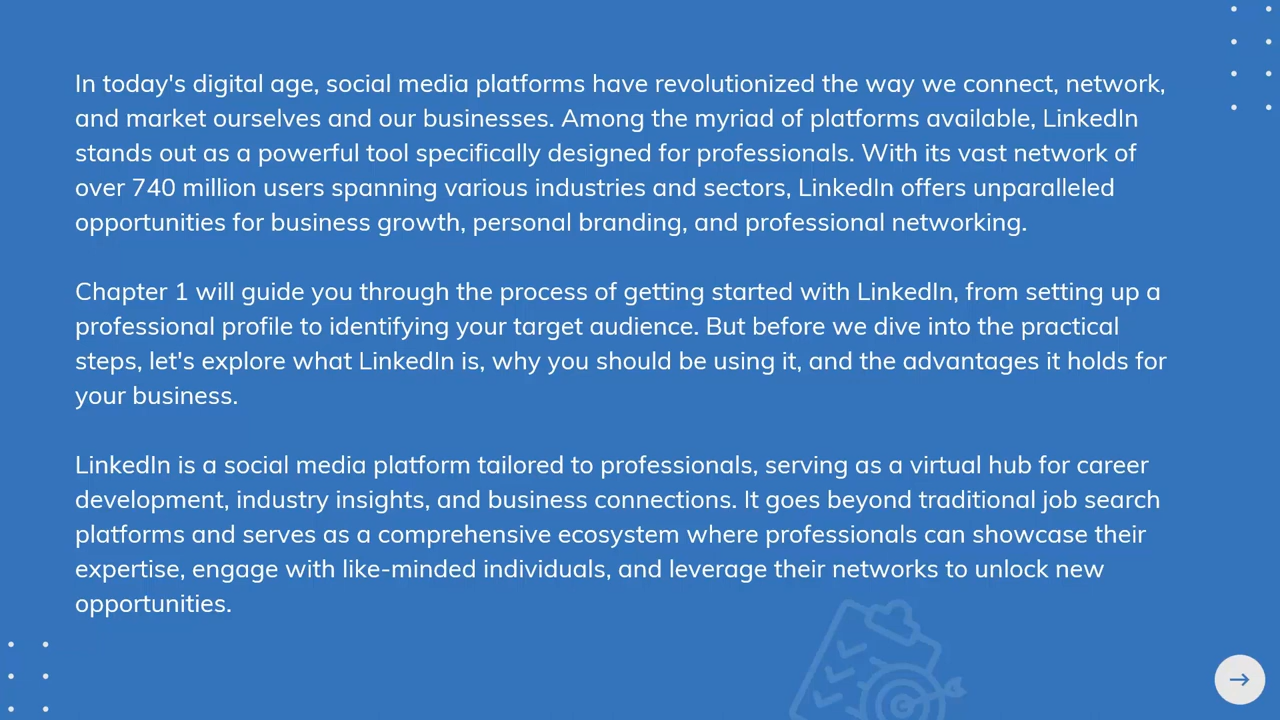 In today's digital age, social media platforms have revolutionized the way we connect, network,
and market ourselves and our businesses. Among the myriad of platforms available, LinkedIn
stands out as a powerful tool specifically designed for professionals. With its vast network of
over 740 million users spanning various industries and sectors, LinkedIn offers unparalleled
opportunities for business growth, personal branding, and professional networking.
Chapter 1 will guide you through the process of getting started with LinkedIn, from setting up a
professional profile to identifying your target audience. But before we dive into the practical
steps, let's explore what LinkedIn is, why you should be using it, and the advantages it holds for
your business.
LinkedIn is a social media platform tailored to professionals, serving as a virtual hub for career
development, industry insights, and business connections. It goes beyond traditional job search
platforms and serves as a comprehensive ecosystem where professionals can showcase their
expertise, engage with like-minded individuals, and leverage their networks to unlock new
opportunities.